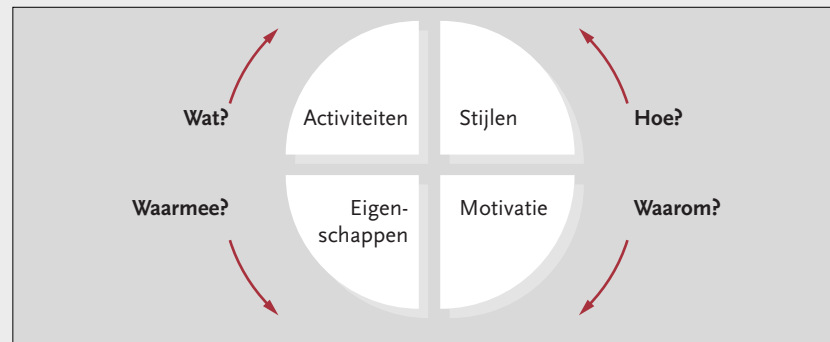 Wat?
Activiteiten
Stijlen
Hoe?
Waarmee?
Eigen-
schappen
Motivatie
Waarom?